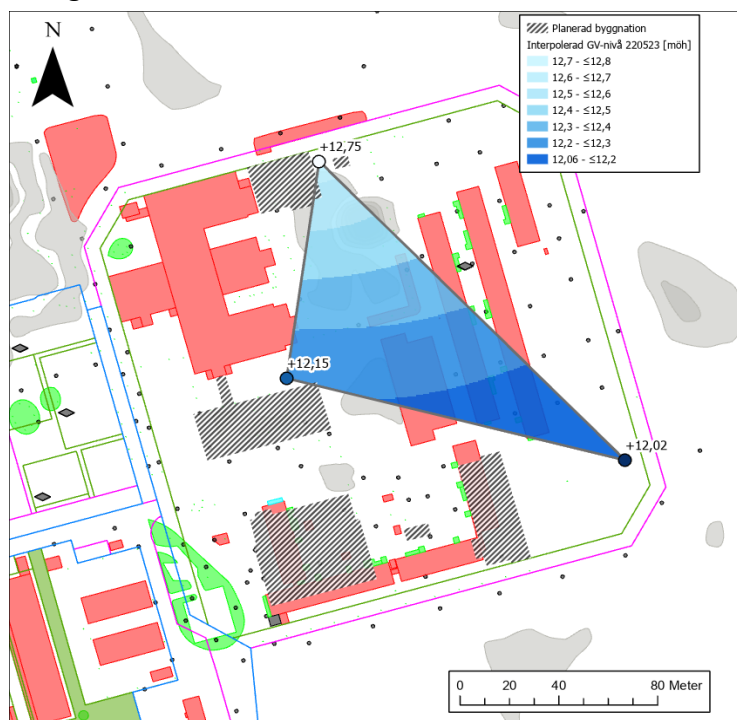 N
Planerad byggnation
Interpolerad GV-nivå 220523 [möh]
12,7 - ≤12,8
12,6 - ≤12,7
12,5 - ≤12,6
12,4 - ≤12,5
12,3 - ≤12,4
12,2 - ≤12,3
12,06 - ≤12,2
+12,75
+12,15
+12,02
0 20 40 80 Meter